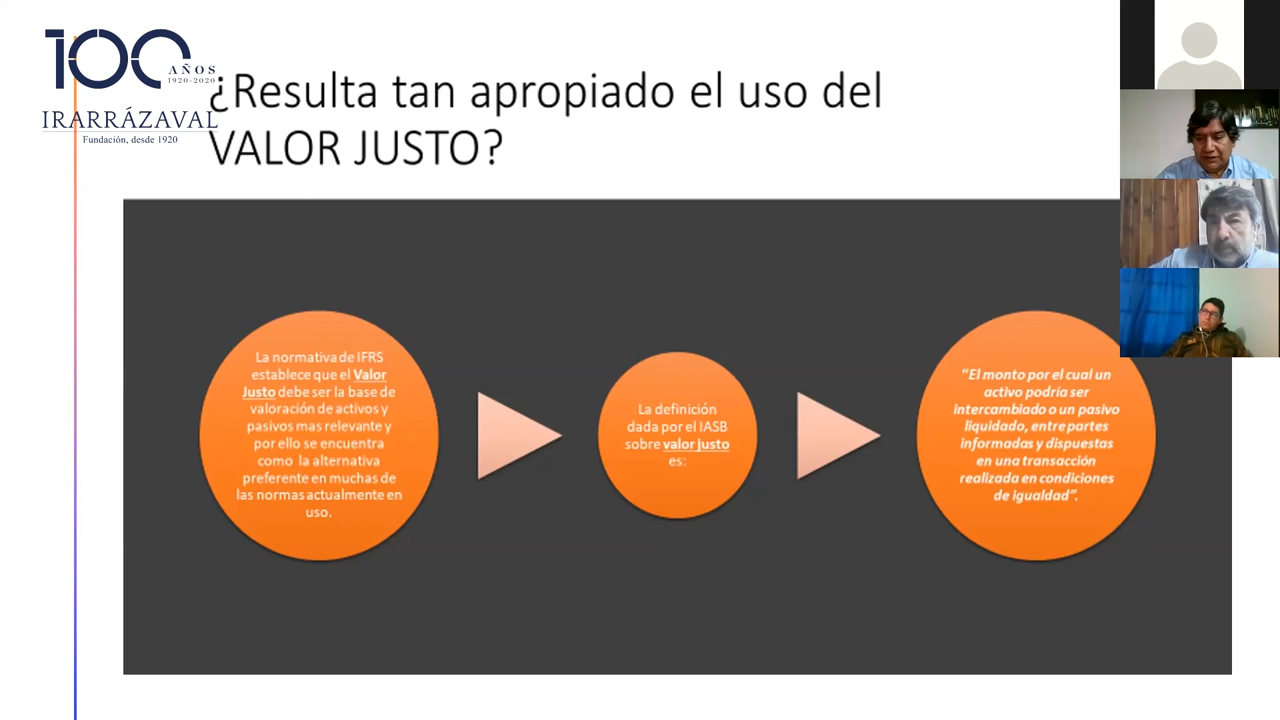 100
AÑOS
1920-2020
IRARRÁZAVAL
Fundación, desde 1920
¿Resulta tan apropiado el uso del
VALOR JUSTO?
La normativa de IFRS
establece que el Valor
Justo debe ser la base de
valoración de activos y
pasivos mas relevante y
por ello se encuentra
como la alternativa
preferente en muchas de
las normas actualmente en
uso.
La definición
dada por el IASB
sobre valor justo
es:
"El monto por el cual un
activo podría ser
intercambiado o un pasivo
liquidado, entre partes
informadas y dispuestas
en una transacción
realizada en condiciones
de igualdad".